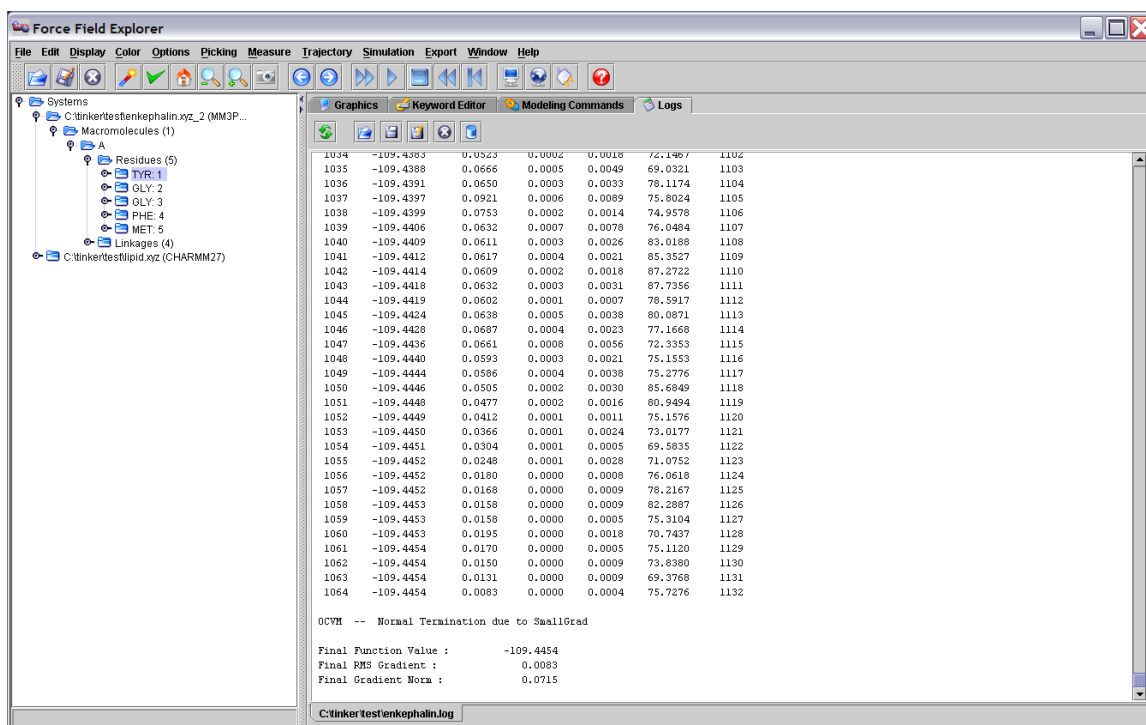 Force Field Explorer
File Edit Display Color Options Picking Measure Trajectory Simulation Export Window Help
Systems
C:\tinker\test\enkephalin.xyz_2 (MM3P...
Macromolecules (1)
A
Residues (5)
TYR: 1
GLY: 2
GLY: 3
PHE: 4
MET: 5
Linkages (4)
C:\tinker\test\lipid.xyz (CHARMM27)
Graphics Keyword Editor Modeling Commands Logs
1034 -109.4383 0.0523 0.0002 0.0018 72.1467 1102
1035 -109.4388 0.0666 0.0005 0.0049 69.0321 1103
1036 -109.4391 0.0650 0.0003 0.0033 78.1174 1104
1037 -109.4397 0.0921 0.0006 0.0089 75.8024 1105
1038 -109.4399 0.0753 0.0002 0.0014 74.9578 1106
1039 -109.4406 0.0632 0.0007 0.0078 76.0484 1107
1040 -109.4409 0.0611 0.0003 0.0026 83.0188 1108
1041 -109.4412 0.0617 0.0004 0.0021 85.3527 1109
1042 -109.4414 0.0609 0.0002 0.0018 87.2722 1110
1043 -109.4418 0.0632 0.0003 0.0031 87.7356 1111
1044 -109.4419 0.0602 0.0001 0.0007 78.5917 1112
1045 -109.4424 0.0638 0.0005 0.0038 80.0871 1113
1046 -109.4428 0.0687 0.0004 0.0023 77.1668 1114
1047 -109.4436 0.0661 0.0008 0.0056 72.3353 1115
1048 -109.4440 0.0593 0.0003 0.0021 75.1553 1116
1049 -109.4444 0.0586 0.0004 0.0038 75.2776 1117
1050 -109.4446 0.0505 0.0002 0.0030 85.6849 1118
1051 -109.4448 0.0477 0.0002 0.0016 80.9494 1119
1052 -109.4449 0.0412 0.0001 0.0011 75.1576 1120
1053 -109.4450 0.0366 0.0001 0.0024 73.0177 1121
1054 -109.4451 0.0304 0.0001 0.0005 69.5835 1122
1055 -109.4452 0.0248 0.0001 0.0028 71.0752 1123
1056 -109.4452 0.0180 0.0000 0.0008 76.0618 1124
1057 -109.4452 0.0168 0.0000 0.0009 78.2167 1125
1058 -109.4453 0.0158 0.0000 0.0009 82.2887 1126
1059 -109.4453 0.0158 0.0000 0.0005 75.3104 1127
1060 -109.4453 0.0195 0.0000 0.0018 70.7437 1128
1061 -109.4454 0.0170 0.0000 0.0005 75.1120 1129
1062 -109.4454 0.0150 0.0000 0.0009 73.8380 1130
1063 -109.4454 0.0131 0.0000 0.0009 69.3768 1131
1064 -109.4454 0.0083 0.0000 0.0004 75.7276 1132
OCVM -- Normal Termination due to SmallGrad
Final Function Value : -109.4454
Final RMS Gradient : 0.0083
Final Gradient Norm : 0.0715
C:\tinker\test\enkephalin.log